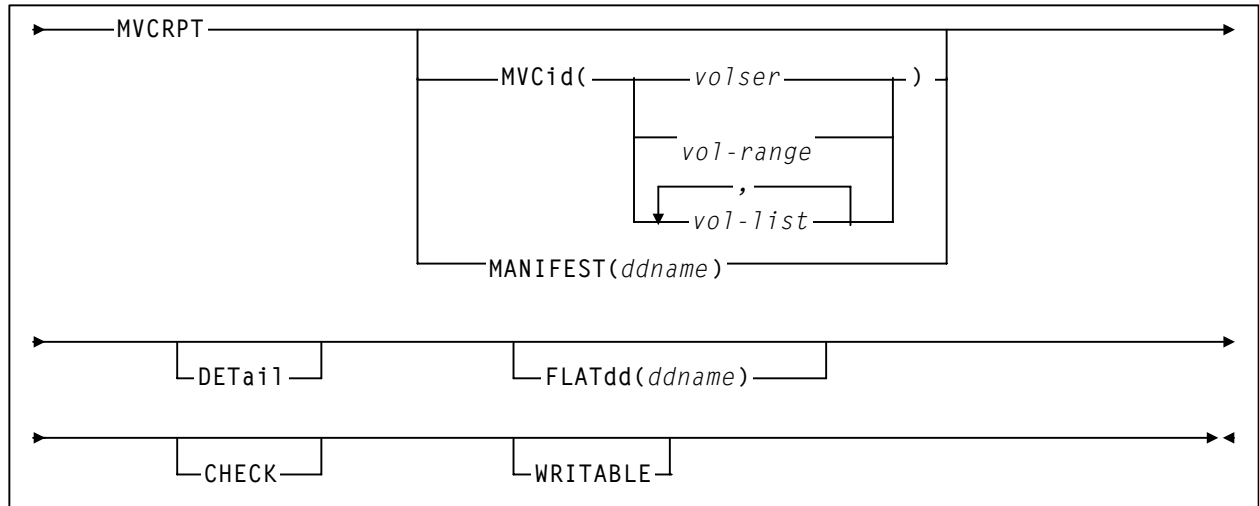 MVCRPT
MVCid( volser )
vol-range
,
vol-list
MANIFEST(ddname)
DETail FLATdd(ddname)
CHECK WRITABLE